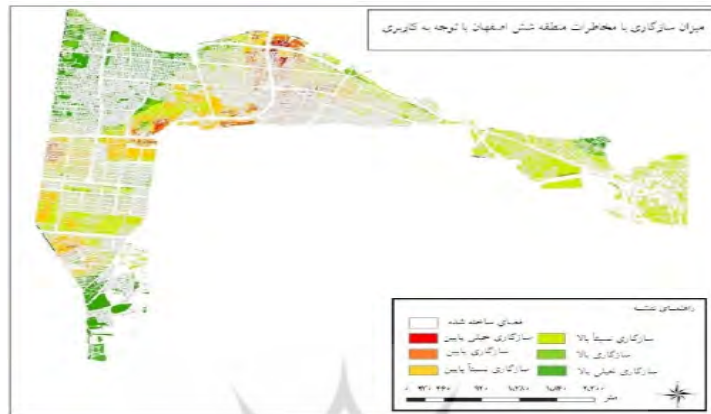 میزان سازگاری با مخاطرات منطقه شش اصفهان با توجه به کاربری
راهنمای نقشه
فضای ساخته شده
سازگاری خیلی پایین
سازگاری پایین
سازگاری نسبتاً پایین
سازگاری نسبتاً بالا
سازگاری بالا
سازگاری خیلی بالا
متر